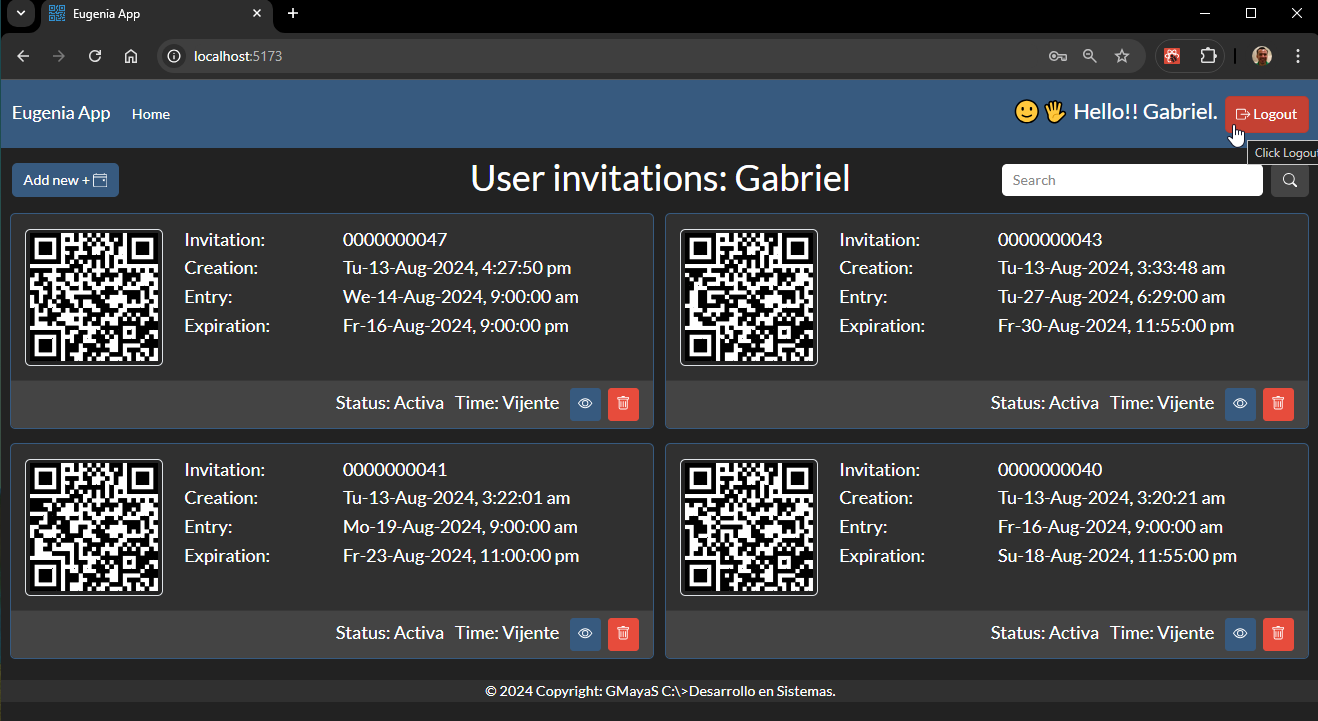 Eugenia App
localhost:5173
Eugenia App Home Hello!! Gabriel. Logout
Click Logout
Add new + User invitations: Gabriel Search
Invitation: 0000000047
Creation: Tu-13-Aug-2024, 4:27:50 pm
Entry: We-14-Aug-2024, 9:00:00 am
Expiration: Fr-16-Aug-2024, 9:00:00 pm
Status: Activa Time: Vijente
Invitation: 0000000043
Creation: Tu-13-Aug-2024, 3:33:48 am
Entry: Tu-27-Aug-2024, 6:29:00 am
Expiration: Fr-30-Aug-2024, 11:55:00 pm
Status: Activa Time: Vijente
Invitation: 0000000041
Creation: Tu-13-Aug-2024, 3:22:01 am
Entry: Mo-19-Aug-2024, 9:00:00 am
Expiration: Fr-23-Aug-2024, 11:00:00 pm
Status: Activa Time: Vijente
Invitation: 0000000040
Creation: Tu-13-Aug-2024, 3:20:21 am
Entry: Fr-16-Aug-2024, 9:00:00 am
Expiration: Su-18-Aug-2024, 11:55:00 pm
Status: Activa Time: Vijente
© 2024 Copyright: GMayaS C:\>Desarrollo en Sistemas.